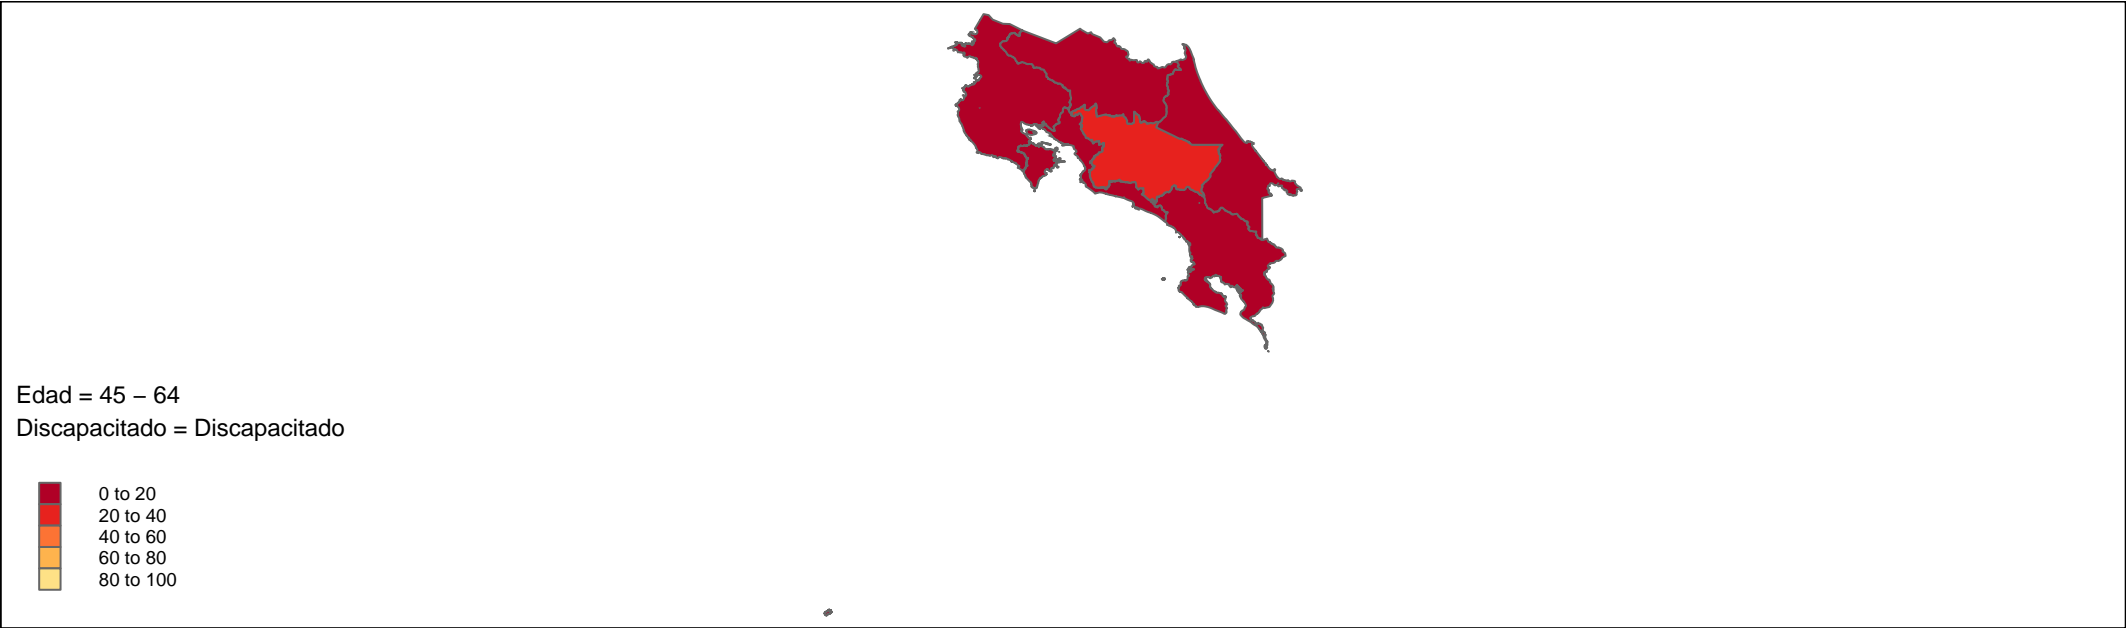 Edad = 45 – 64
Discapacitado = Discapacitado
0 to 20
20 to 40
40 to 60
60 to 80
80 to 100